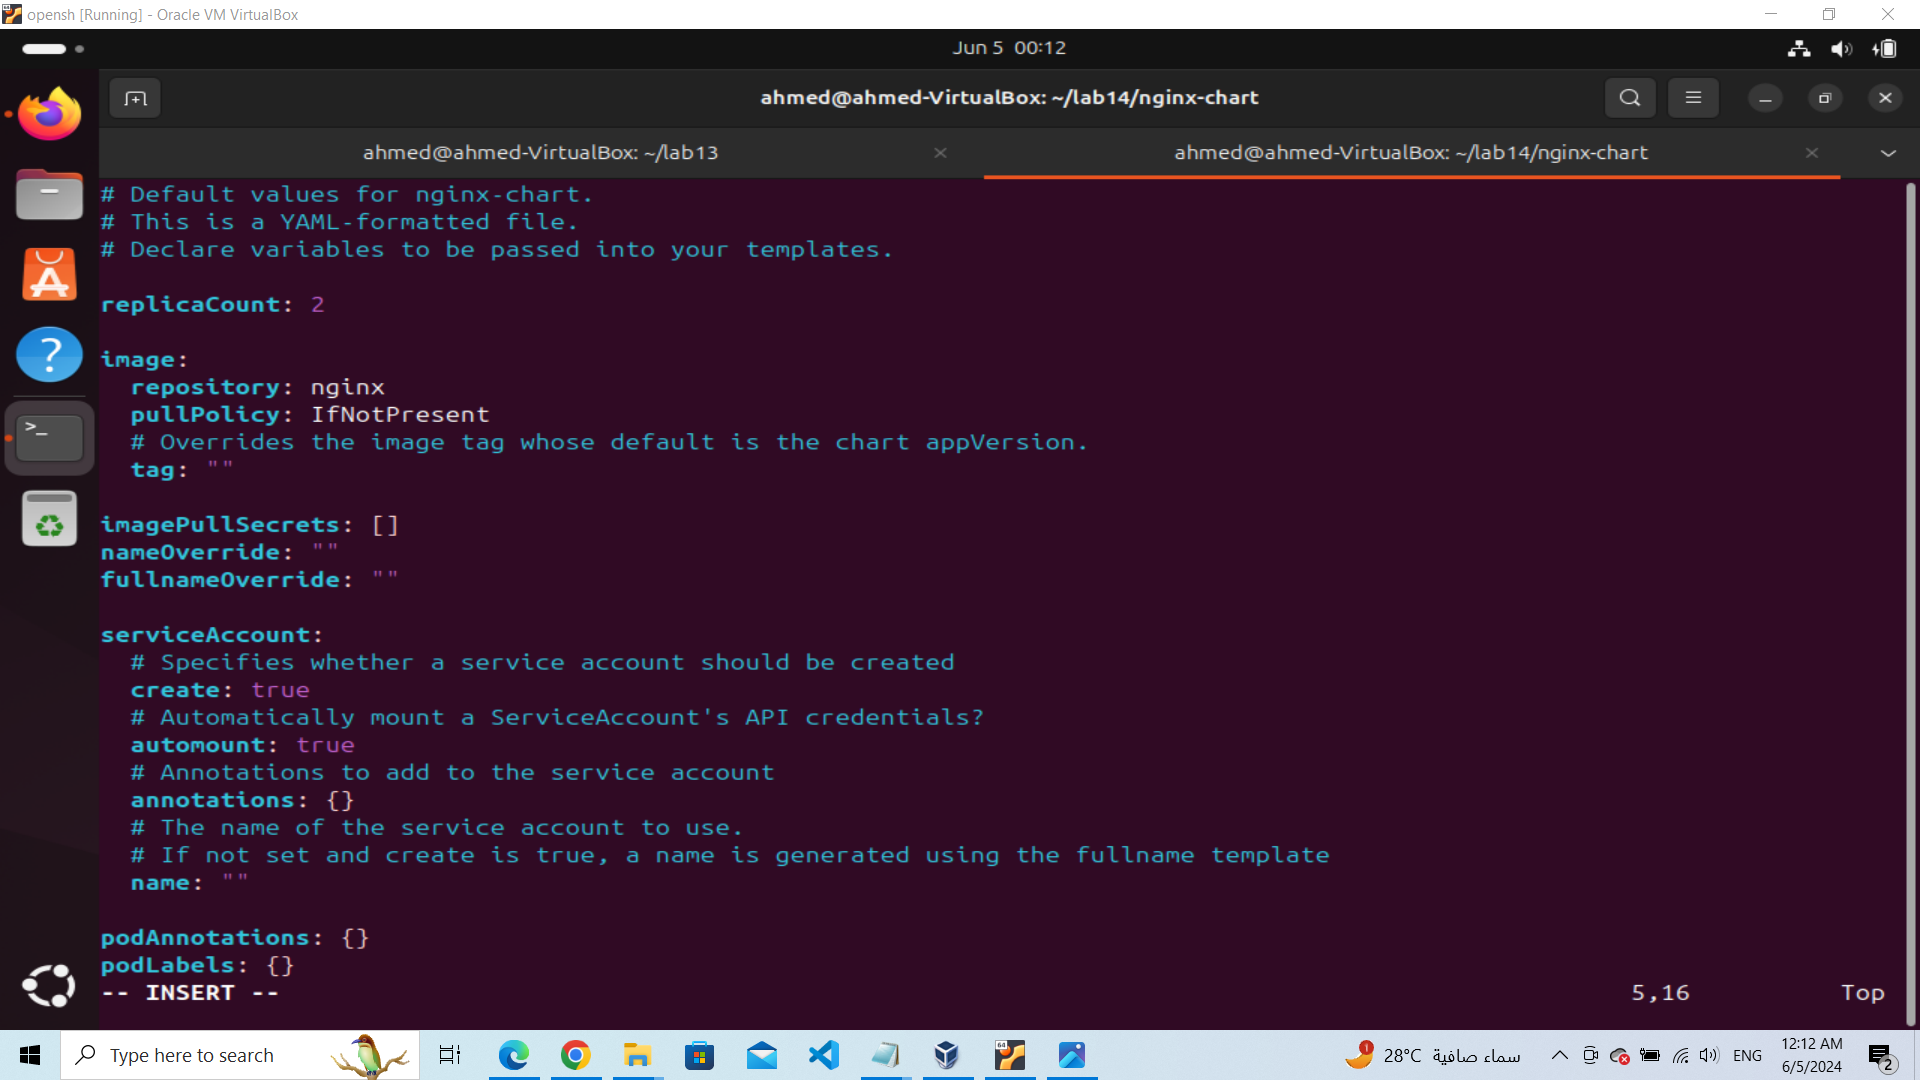 opensh [Running] - Oracle VM VirtualBox
Jun 5 00:12
ahmed@ahmed-VirtualBox: ~/lab14/nginx-chart
ahmed@ahmed-VirtualBox: ~/lab13
ahmed@ahmed-VirtualBox: ~/lab14/nginx-chart
# Default values for nginx-chart.
# This is a YAML-formatted file.
# Declare variables to be passed into your templates.
replicaCount: 2
image:
  repository: nginx
  pullPolicy: IfNotPresent
  # Overrides the image tag whose default is the chart appVersion.
  tag: ""
imagePullSecrets: []
nameOverride: ""
fullnameOverride: ""
serviceAccount:
  # Specifies whether a service account should be created
  create: true
  # Automatically mount a ServiceAccount's API credentials?
  automount: true
  # Annotations to add to the service account
  annotations: {}
  # The name of the service account to use.
  # If not set and create is true, a name is generated using the fullname template
  name: ""
podAnnotations: {}
podLabels: {}
-- INSERT -- 5,16 Top
Type here to search
64
1
28°C سماء صافية
ENG
12:12 AM
6/5/2024
2